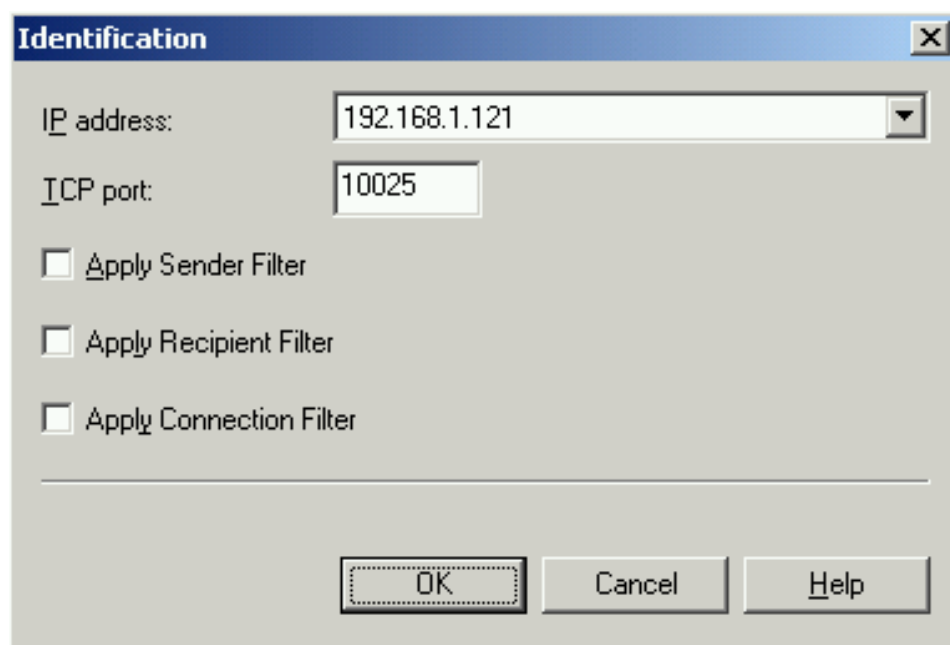 Identification
IP address: 192.168.1.121
TCP port: 10025
Apply Sender Filter
Apply Recipient Filter
Apply Connection Filter
OK Cancel Help